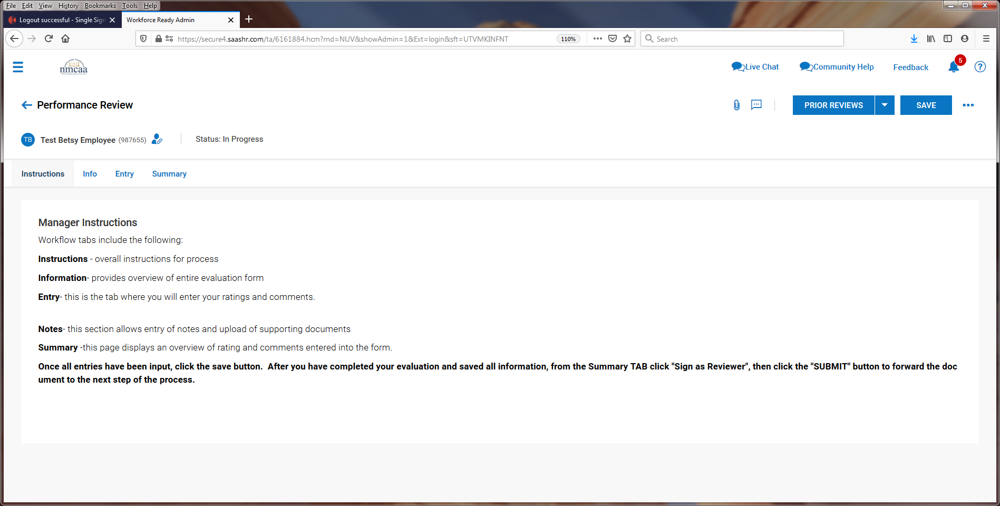 File Edit View History Bookmarks Tools Help
Logout successful - Single Sign
Workforce Ready Admin
https://secure4.saashr.com/ta/6161884.hcm?rnd=NUV&showAdmin=1&Ext=login&sft=UTVMKINFNT
110%
Search
nmcaa
Live Chat
Community Help
Feedback
5
?
Performance Review
PRIOR REVIEWS
SAVE
TB
Test Betsy Employee (987655)
Status: In Progress
Instructions
Info
Entry
Summary
Manager Instructions
Workflow tabs include the following:
Instructions - overall instructions for process
Information- provides overview of entire evaluation form
Entry- this is the tab where you will enter your ratings and comments.
Notes- this section allows entry of notes and upload of supporting documents
Summary -this page displays an overview of rating and comments entered into the form.
Once all entries have been input, click the save button.  After you have completed your evaluation and saved all information, from the Summary TAB click "Sign as Reviewer", then click the "SUBMIT" button to forward the doc
ument to the next step of the process.